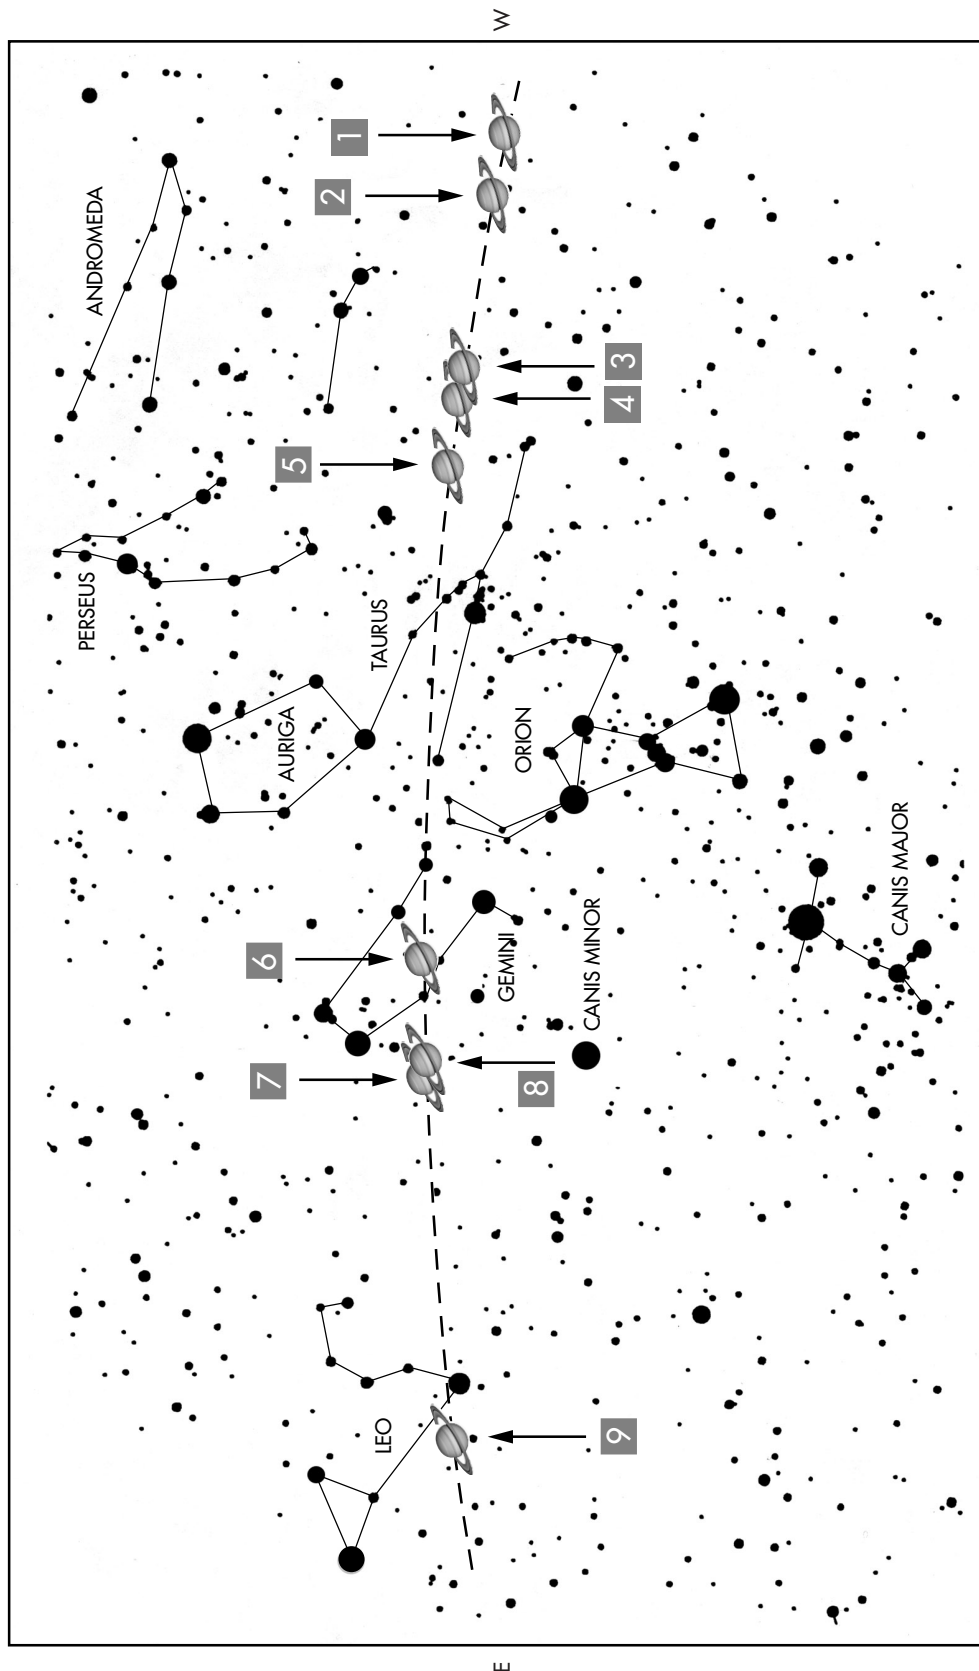 W
ANDROMEDA
PERSEUS
AURIGA
TAURUS
ORION
GEMINI
CANIS MINOR
CANIS MAJOR
LEO
1
2
3
4
5
6
7
8
9
E